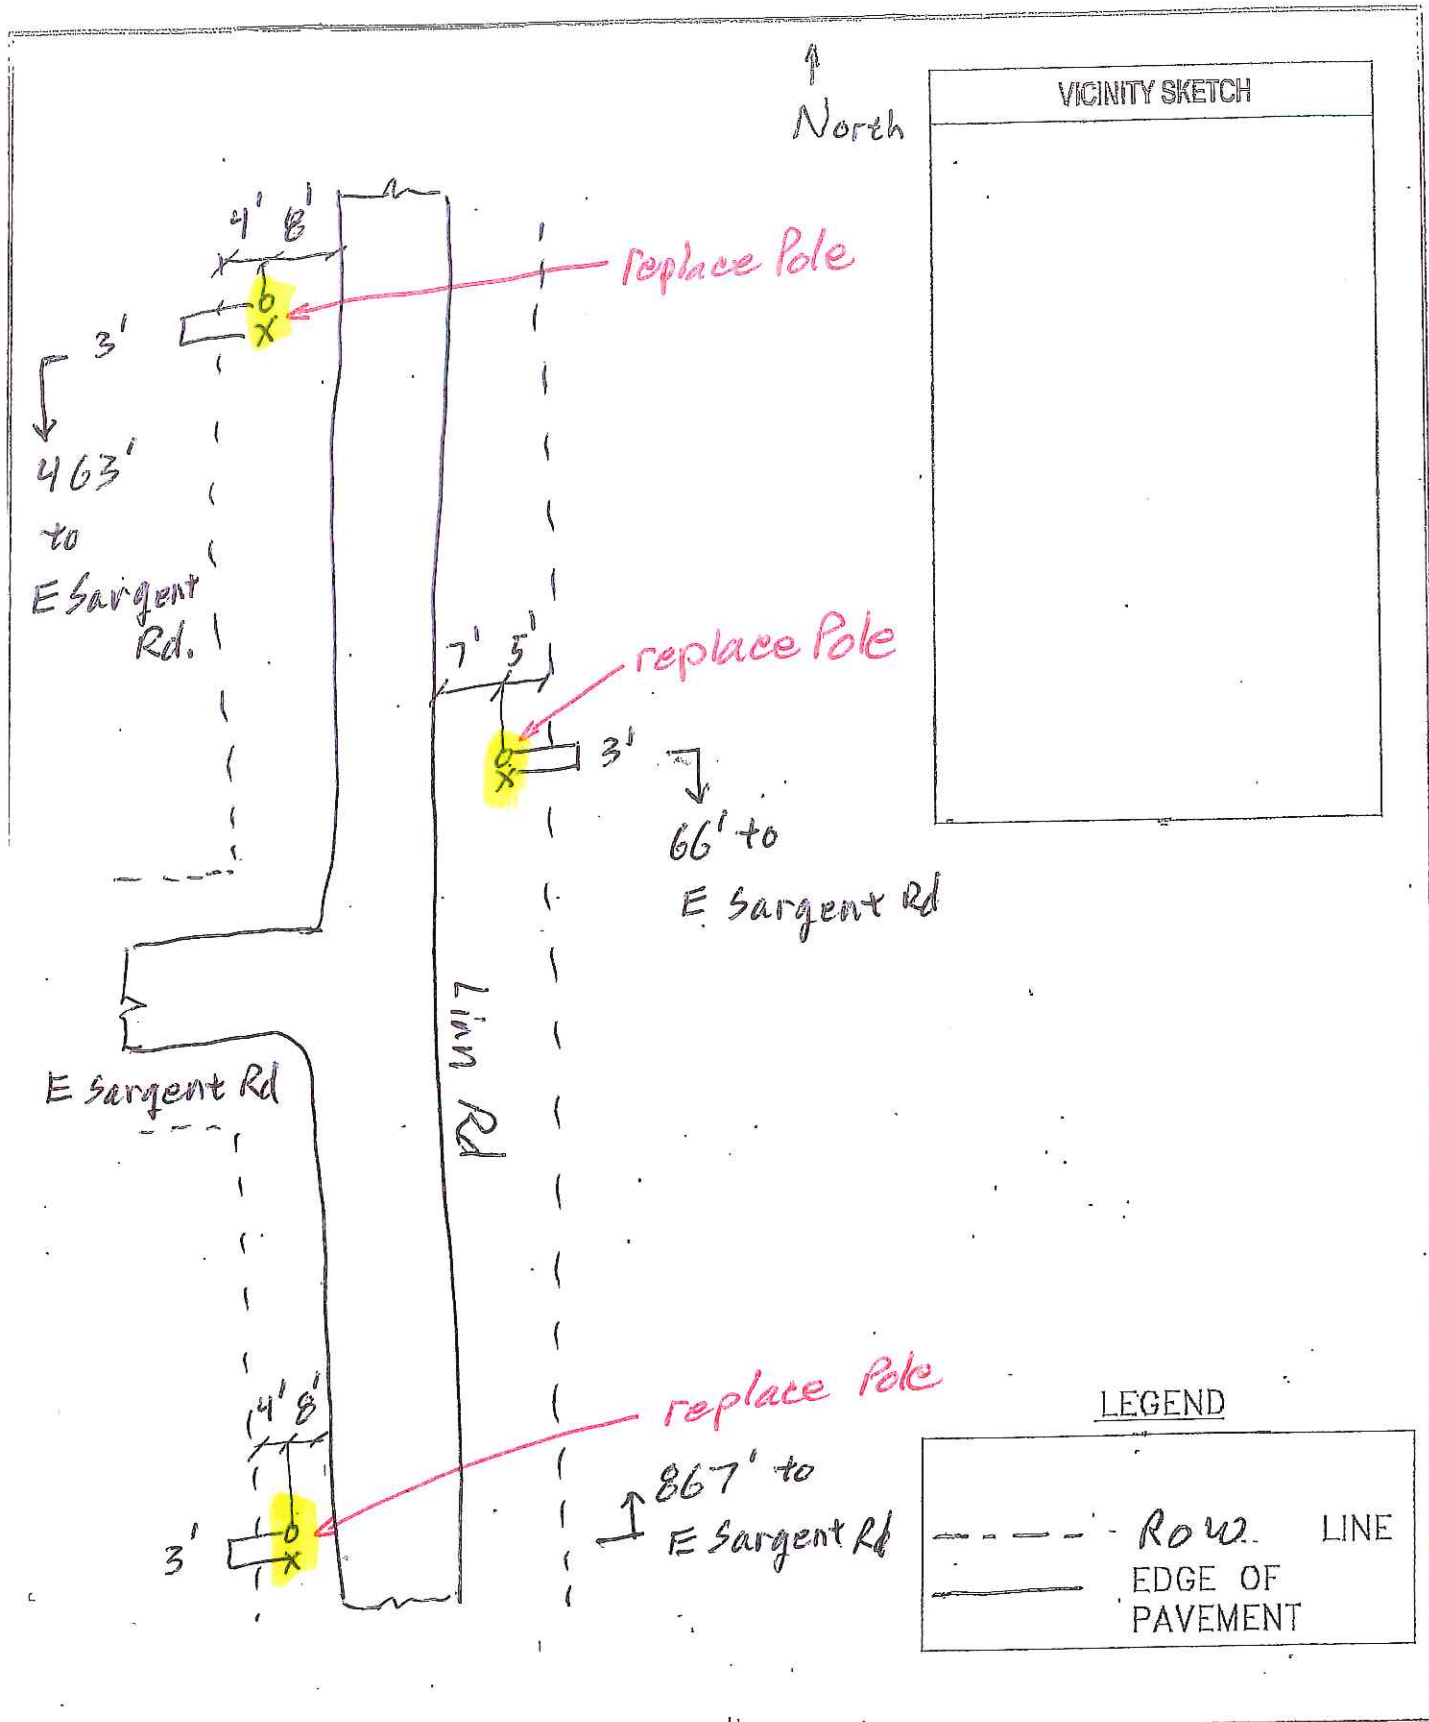 North
VICINITY SKETCH
4' 8'
replace Pole
3'
463'
to
E Sargent
Rd.
7' 5'
replace Pole
3'
66' to
E Sargent Rd
Linn Rd
E Sargent Rd
4' 8'
replace Pole
3'
867' to
E Sargent Rd
LEGEND
Row LINE
EDGE OF
PAVEMENT